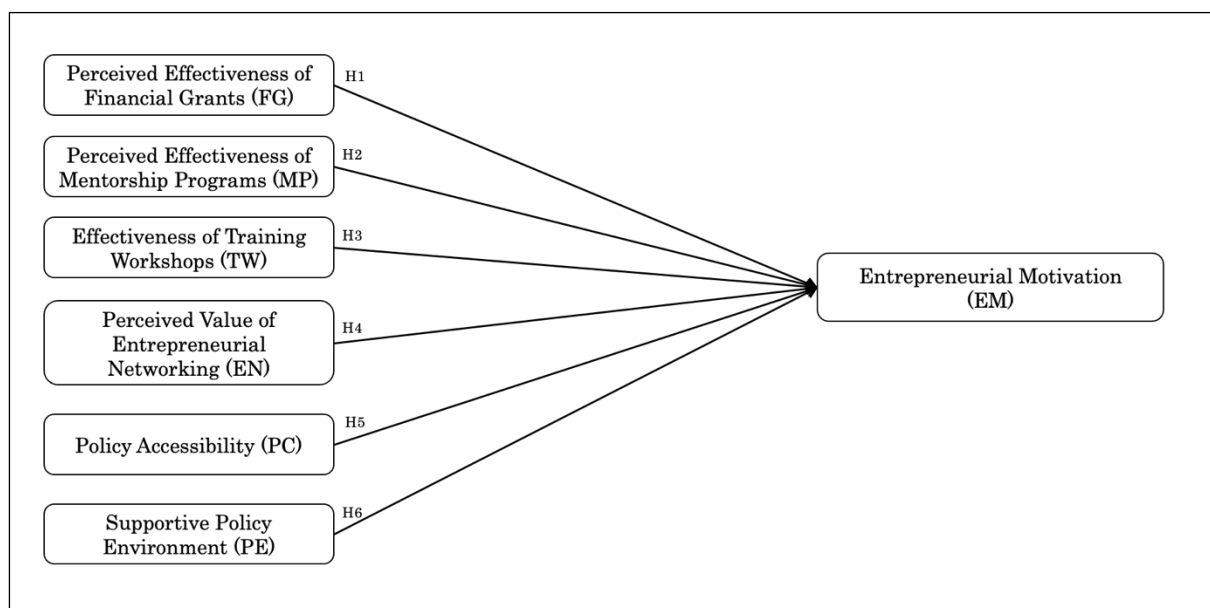 Perceived Effectiveness of
Financial Grants (FG)
H1
Perceived Effectiveness of
Mentorship Programs (MP)
H2
Effectiveness of Training
Workshops (TW)
H3
Perceived Value of
Entrepreneurial
Networking (EN)
H4
Policy Accessibility (PC)
H5
Supportive Policy
Environment (PE)
H6
Entrepreneurial Motivation
(EM)